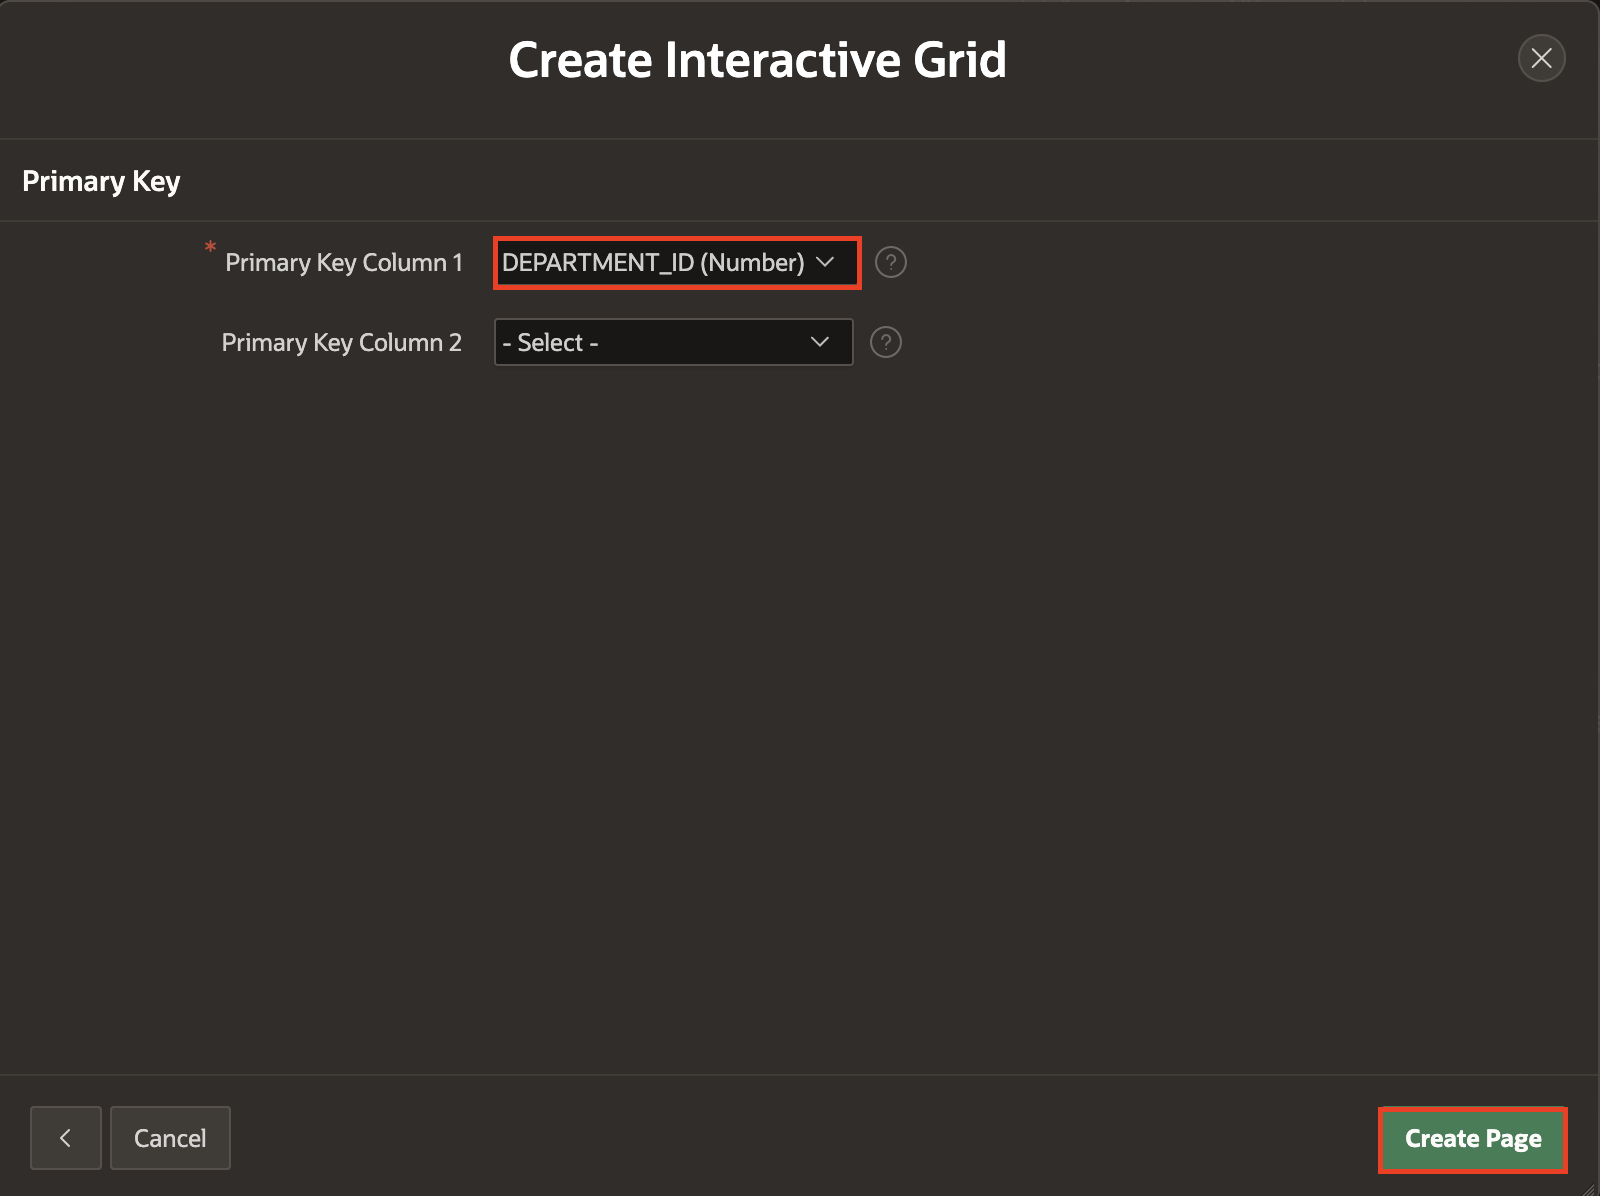 Create Interactive Grid
Primary Key
* Primary Key Column 1 DEPARTMENT_ID (Number) ?
Primary Key Column 2 - Select - ?
Cancel Create Page